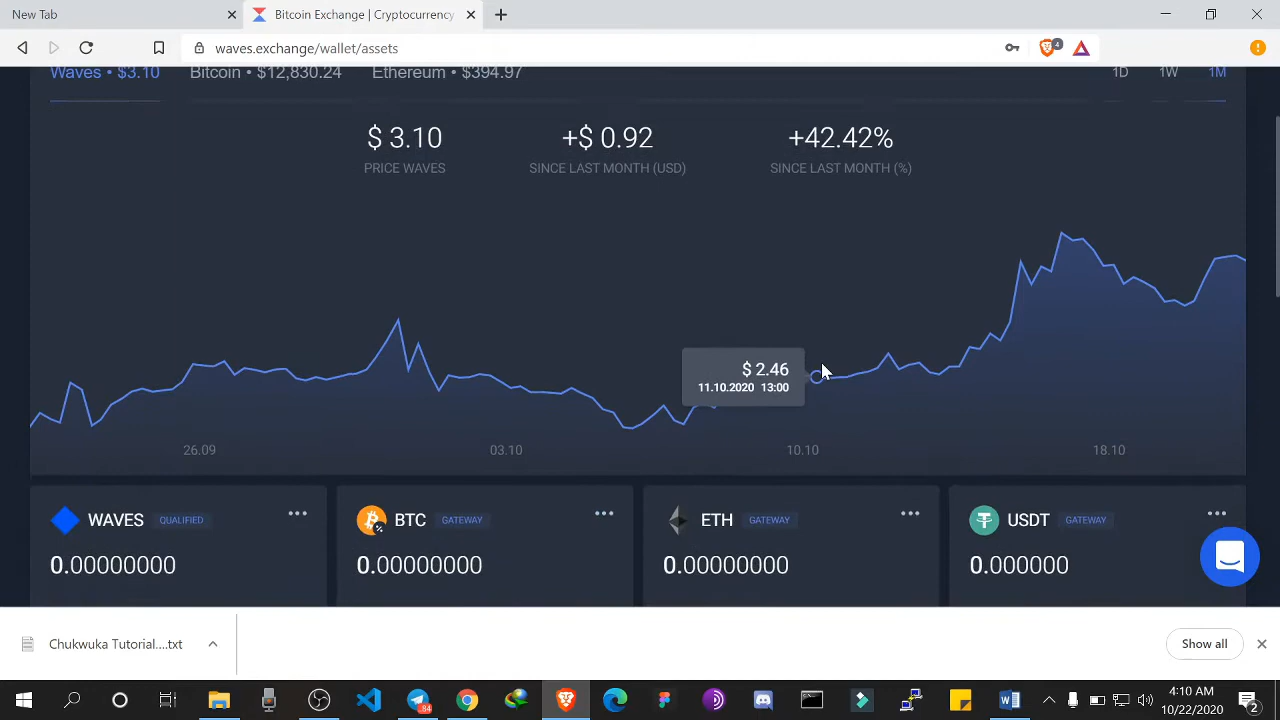 New Tab
Bitcoin Exchange | Cryptocurrency
waves.exchange/wallet/assets
4
Waves • $3.10 Bitcoin • $12,830.24 Ethereum • $394.97 1D 1W 1M
$ 3.10 +$ 0.92 +42.42%
PRICE WAVES SINCE LAST MONTH (USD) SINCE LAST MONTH (%)
$ 2.46
11.10.2020 13:00
26.09 03.10 10.10 18.10
WAVES QUALIFIED BTC GATEWAY ETH GATEWAY USDT GATEWAY
0.00000000 0.00000000 0.00000000 0.000000
Chukwuka Tutorial....txt Show all
84
4:10 AM
10/22/2020
2